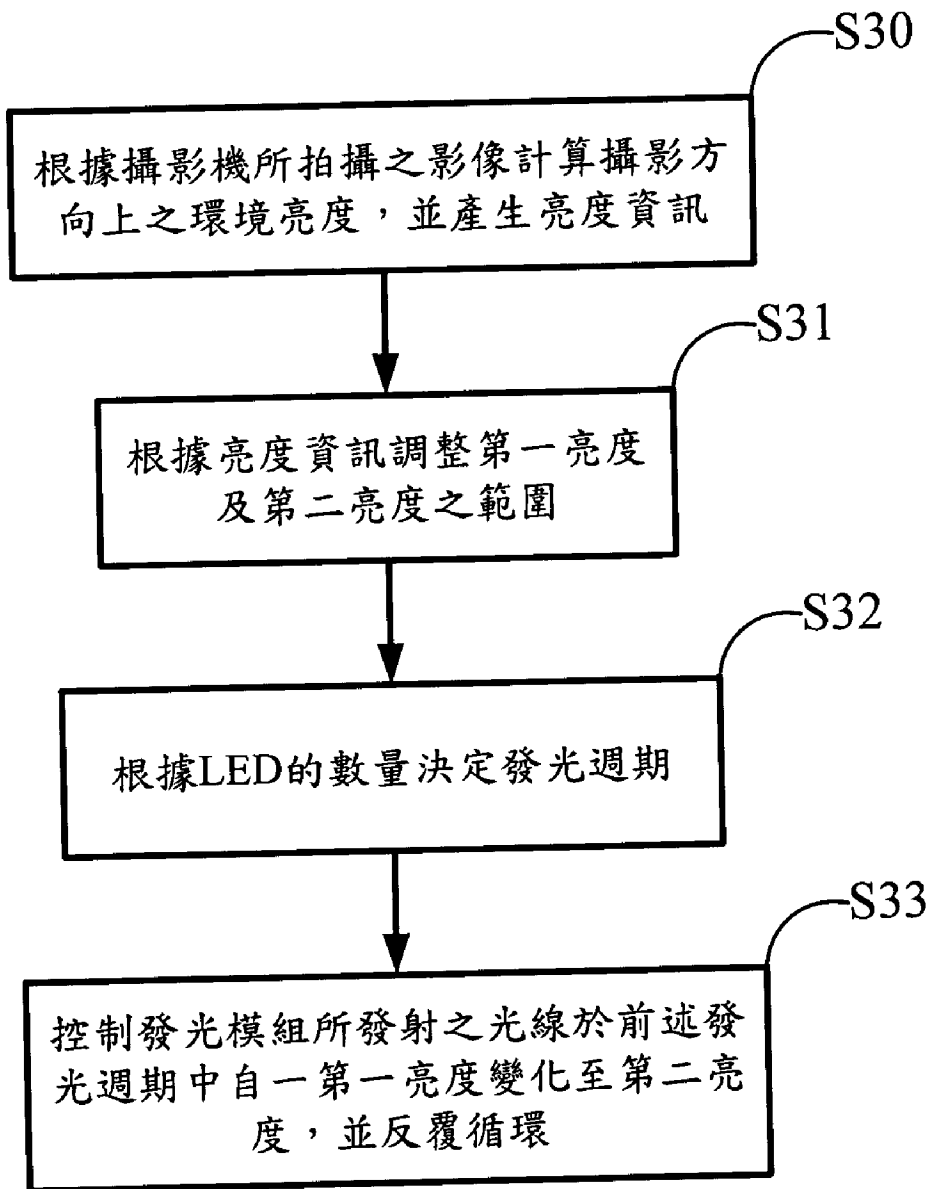 S30
根據攝影機所拍攝之影像計算攝影方
向上之環境亮度，並產生亮度資訊
S31
根據亮度資訊調整第一亮度
及第二亮度之範圍
S32
根據LED的數量決定發光週期
S33
控制發光模組所發射之光線於前述發
光週期中自一第一亮度變化至第二亮
度，並反覆循環